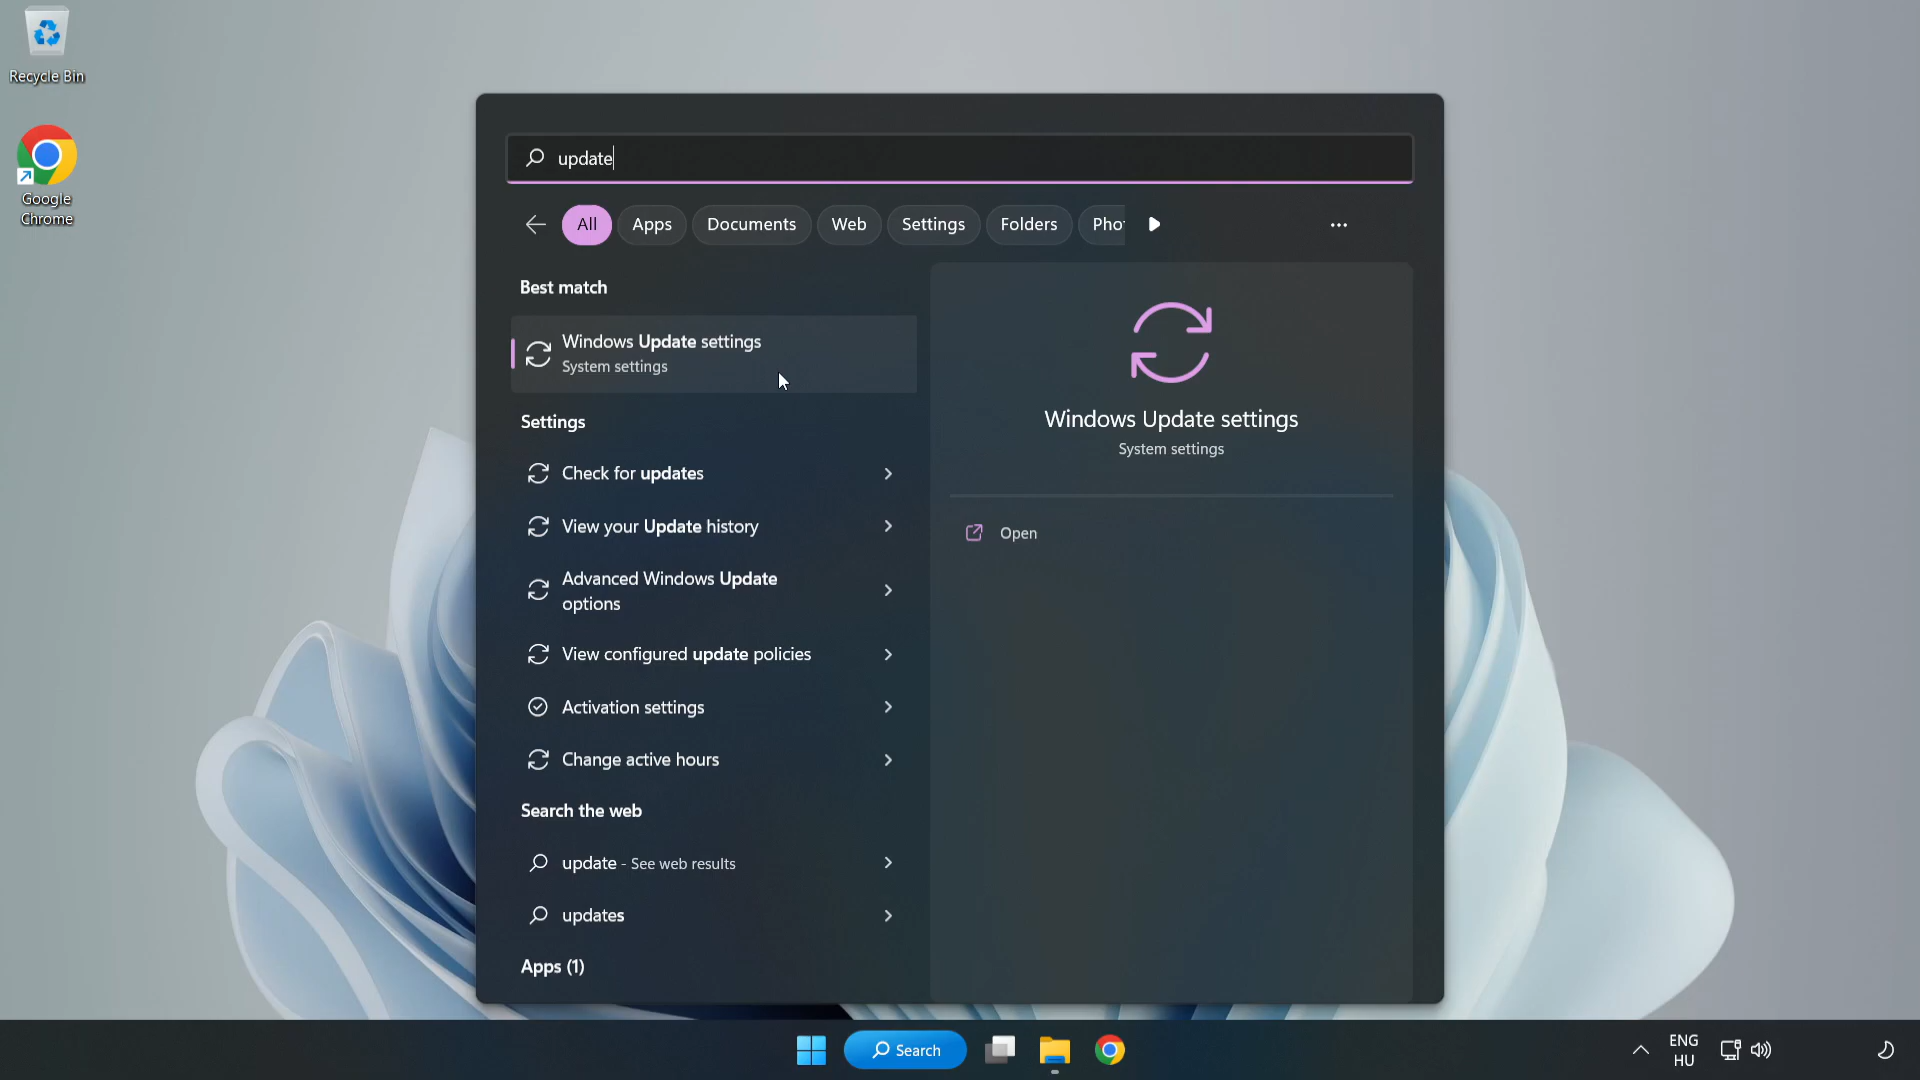 Recycle Bin
Google
Chrome
update
All
Apps
Documents
Web
Settings
Folders
Phot
Best match
Windows Update settings
System settings
Settings
Check for updates
View your Update history
Advanced Windows Update
options
View configured update policies
Activation settings
Change active hours
Search the web
update - See web results
updates
Apps (1)
Windows Update settings
System settings
Open
Search
ENG
HU